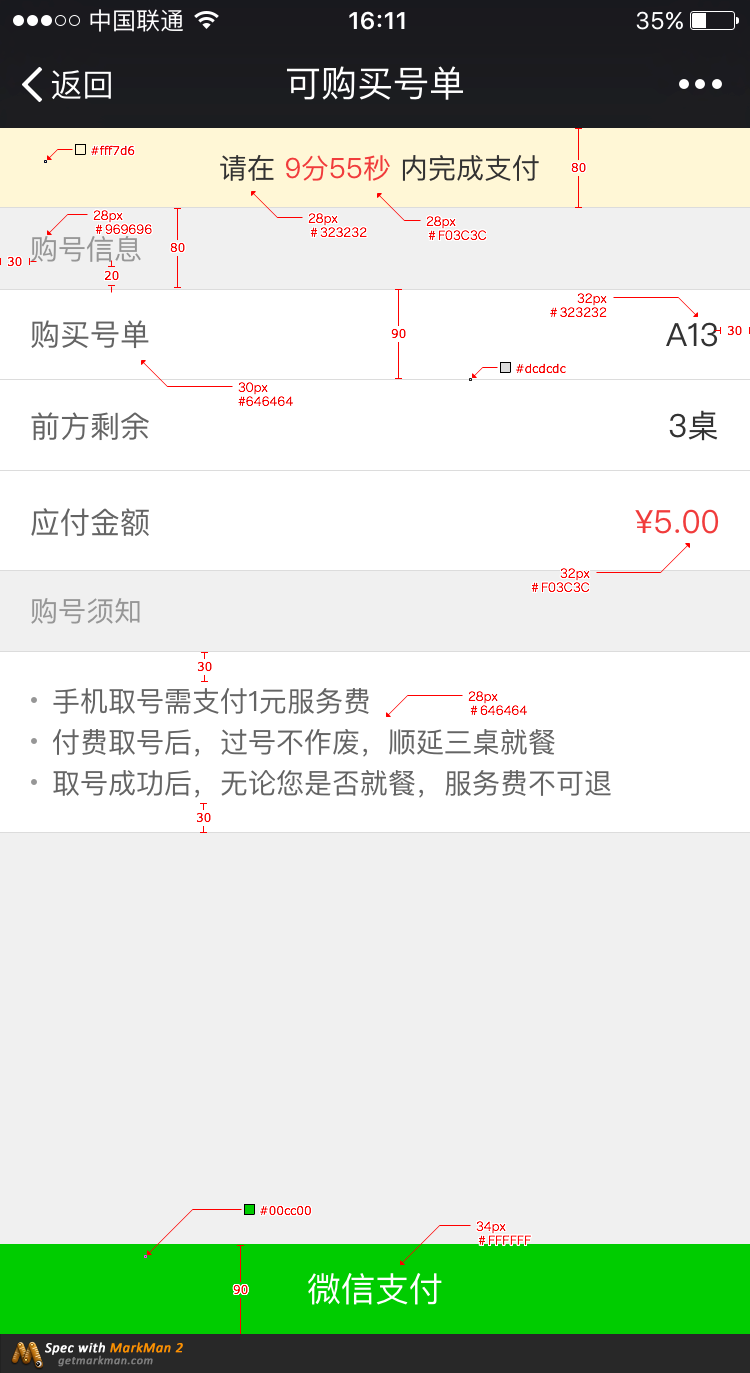 中国联通 16:11 35%
返回 可购买号单
#fff7d6
请在 9分55秒 内完成支付
80
28px
#969696
28px
#323232
28px
#F03C3C
购号信息
80
30
20
32px
#323232
购买号单 A13
90
30
#dcdcdc
30px
#646464
前方剩余 3桌
应付金额 ¥5.00
32px
#F03C3C
购号须知
30
28px
#646464
• 手机取号需支付1元服务费
• 付费取号后，过号不作废，顺延三桌就餐
• 取号成功后，无论您是否就餐，服务费不可退
30
#00cc00
34px
#FFFFFF
90
微信支付
Spec with MarkMan 2
getmarkman.com